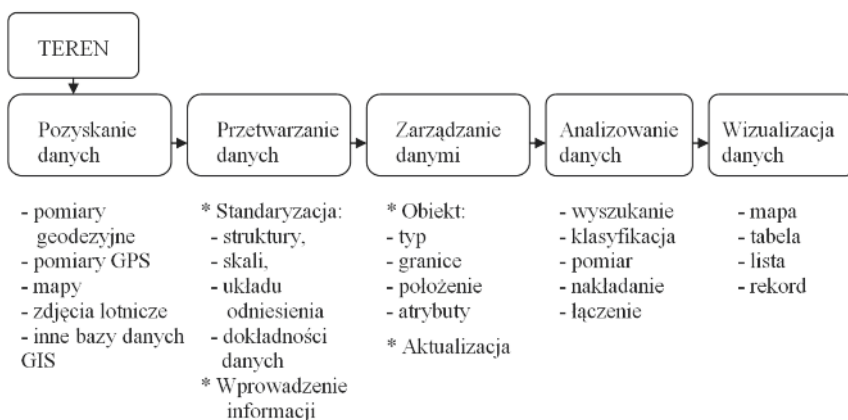 TEREN
Pozyskanie
danych
Przetwarzanie
danych
Zarządzanie
danymi
Analizowanie
danych
Wizualizacja
danych
- pomiary
geodezyjne
- pomiary GPS
- mapy
- zdjęcia lotnicze
- inne bazy danych
GIS
* Standaryzacja:
- struktury,
- skali,
- układu
odniesienia
- dokładności
danych
* Wprowadzenie
informacji
* Obiekt:
- typ
- granice
- położenie
- atrybuty
* Aktualizacja
- wyszukanie
- klasyfikacja
- pomiar
- nakładanie
- łączenie
- mapa
- tabela
- lista
- rekord